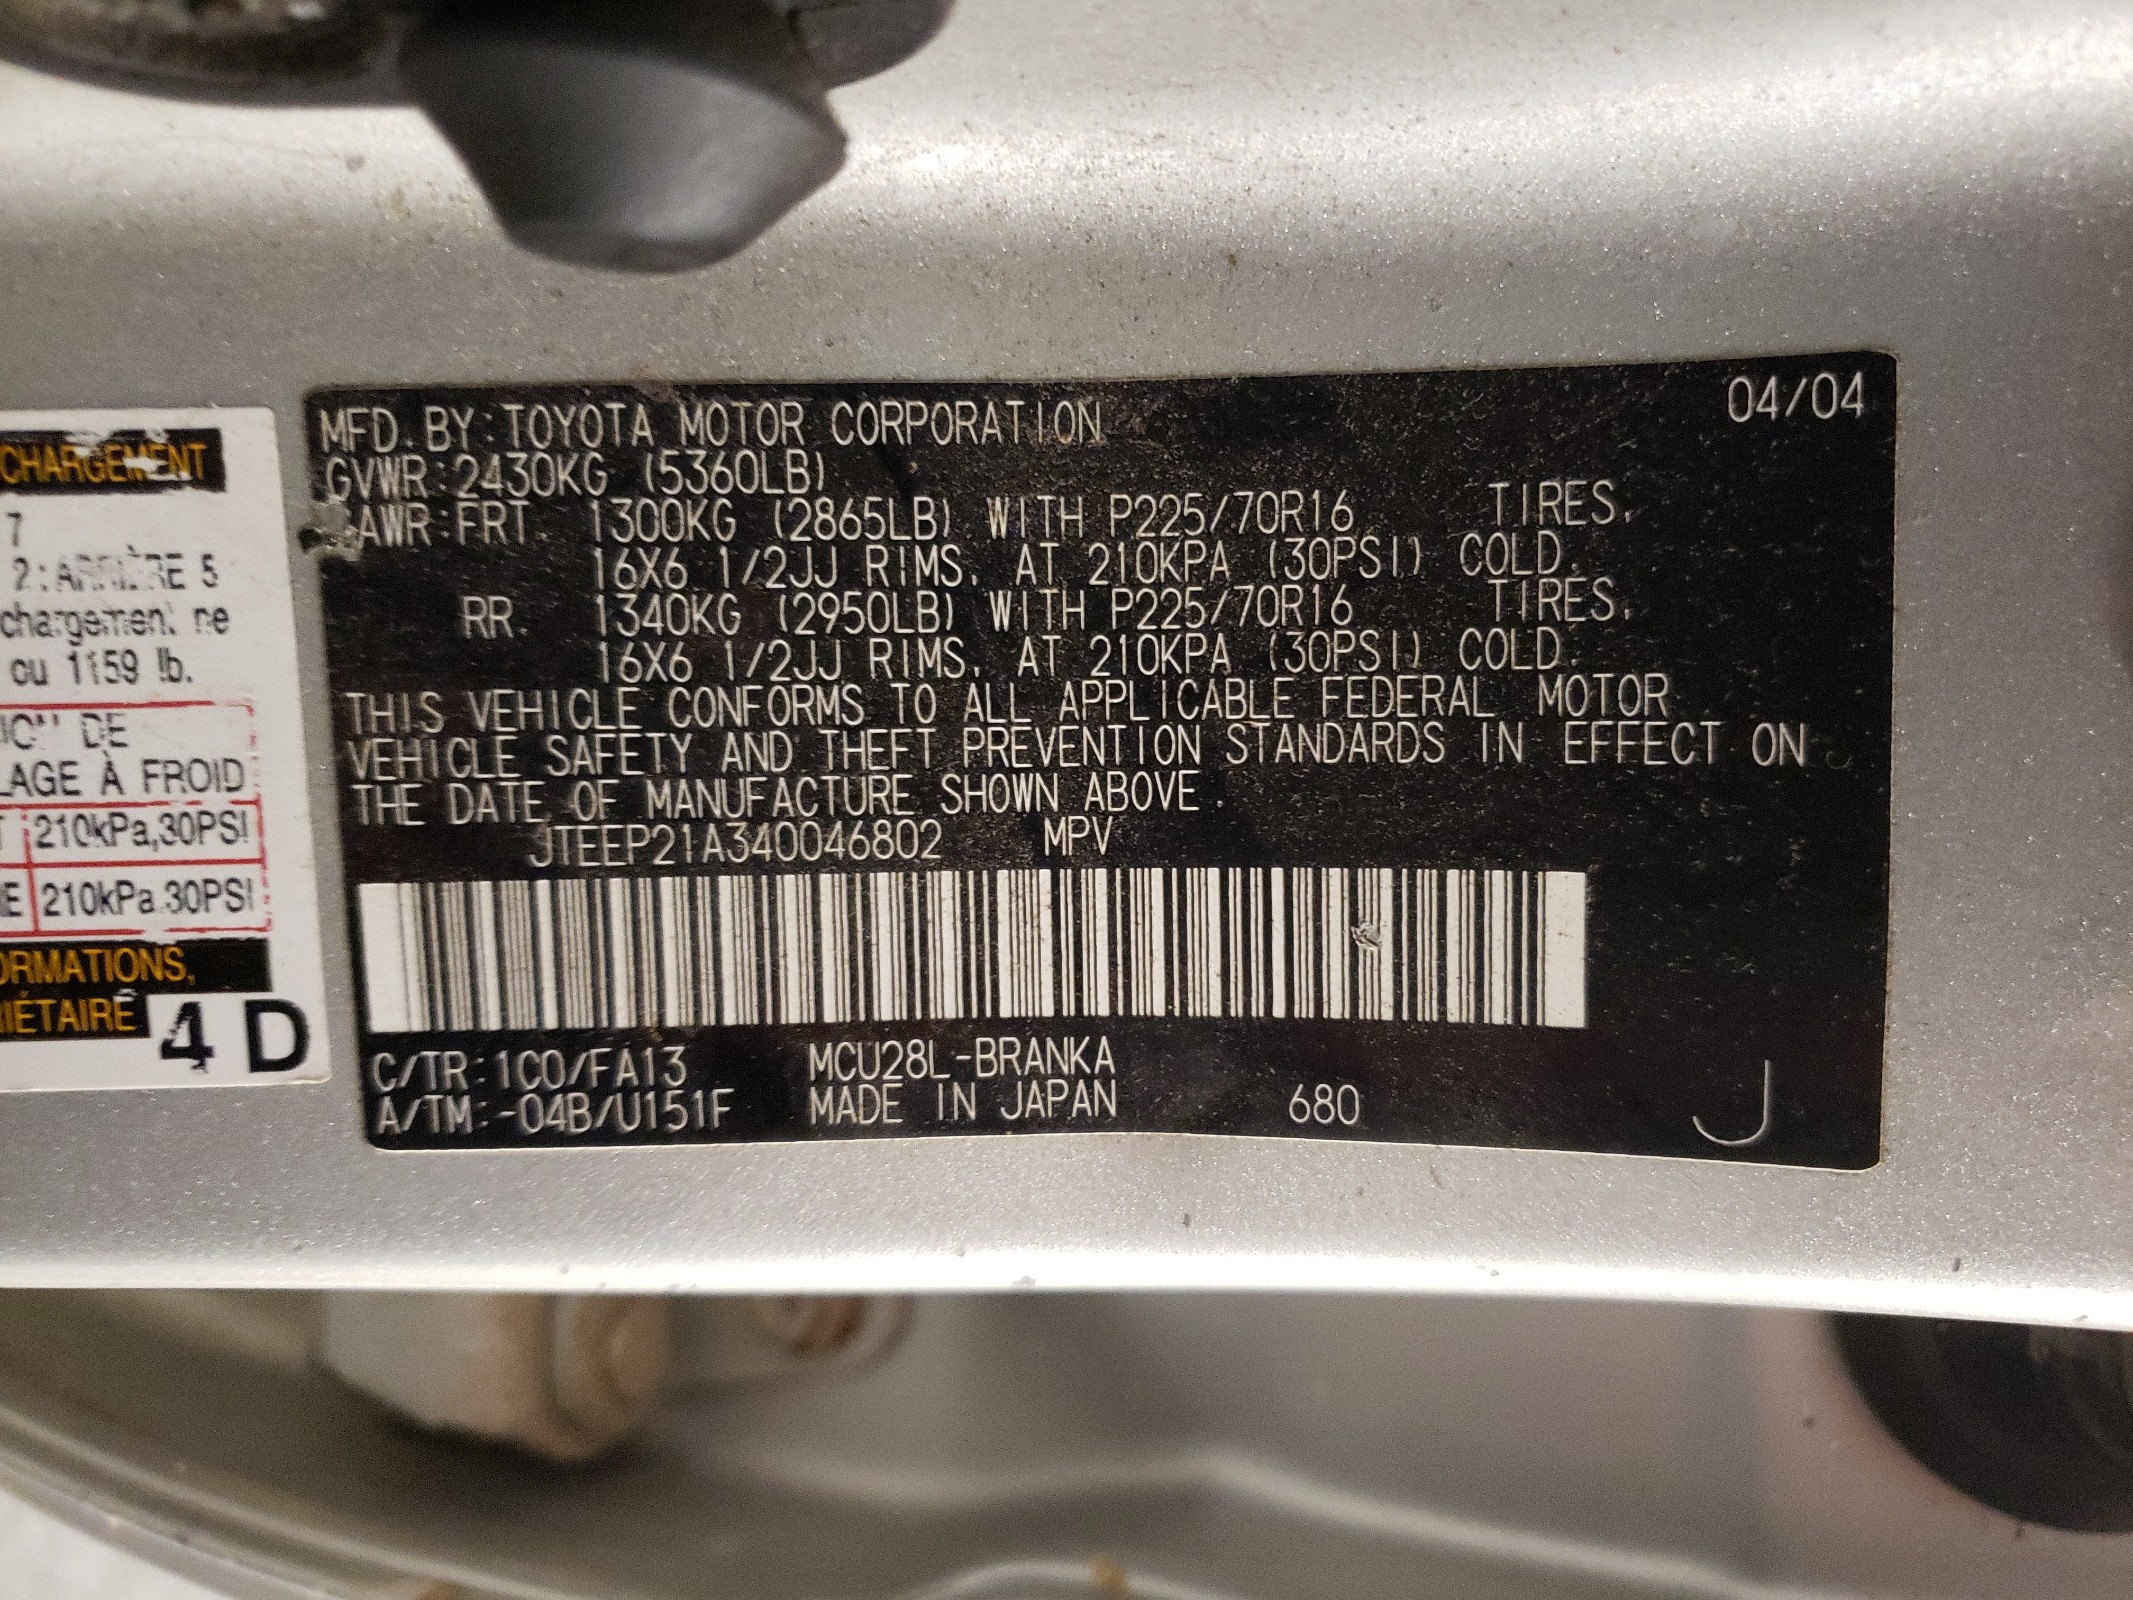 CHARGEMENT
7
2:ARRIÈRE 5
chargement ne
ou 1159 lb.
DE
LAGE À FROID
210kPa,30PSI
210kPa,30PSI
ORMATIONS,
RIÉTAIRE
4 D
04/04
MFD.BY:TOYOTA MOTOR CORPORATION
GVWR:2430KG (5360LB)
GAWR:FRT. 1300KG (2865LB) WITH P225/70R16 TIRES,
16X6 1/2JJ RIMS, AT 210KPA (30PSI) COLD.
RR. 1340KG (2950LB) WITH P225/70R16 TIRES,
16X6 1/2JJ RIMS, AT 210KPA (30PSI) COLD.
THIS VEHICLE CONFORMS TO ALL APPLICABLE FEDERAL MOTOR
VEHICLE SAFETY AND THEFT PREVENTION STANDARDS IN EFFECT ON
THE DATE OF MANUFACTURE SHOWN ABOVE.
JTEEP21A340046802 MPV
C/TR:1C0/FA13 MCU28L-BRANKA
A/TM:-04B/U151F MADE IN JAPAN 680 J